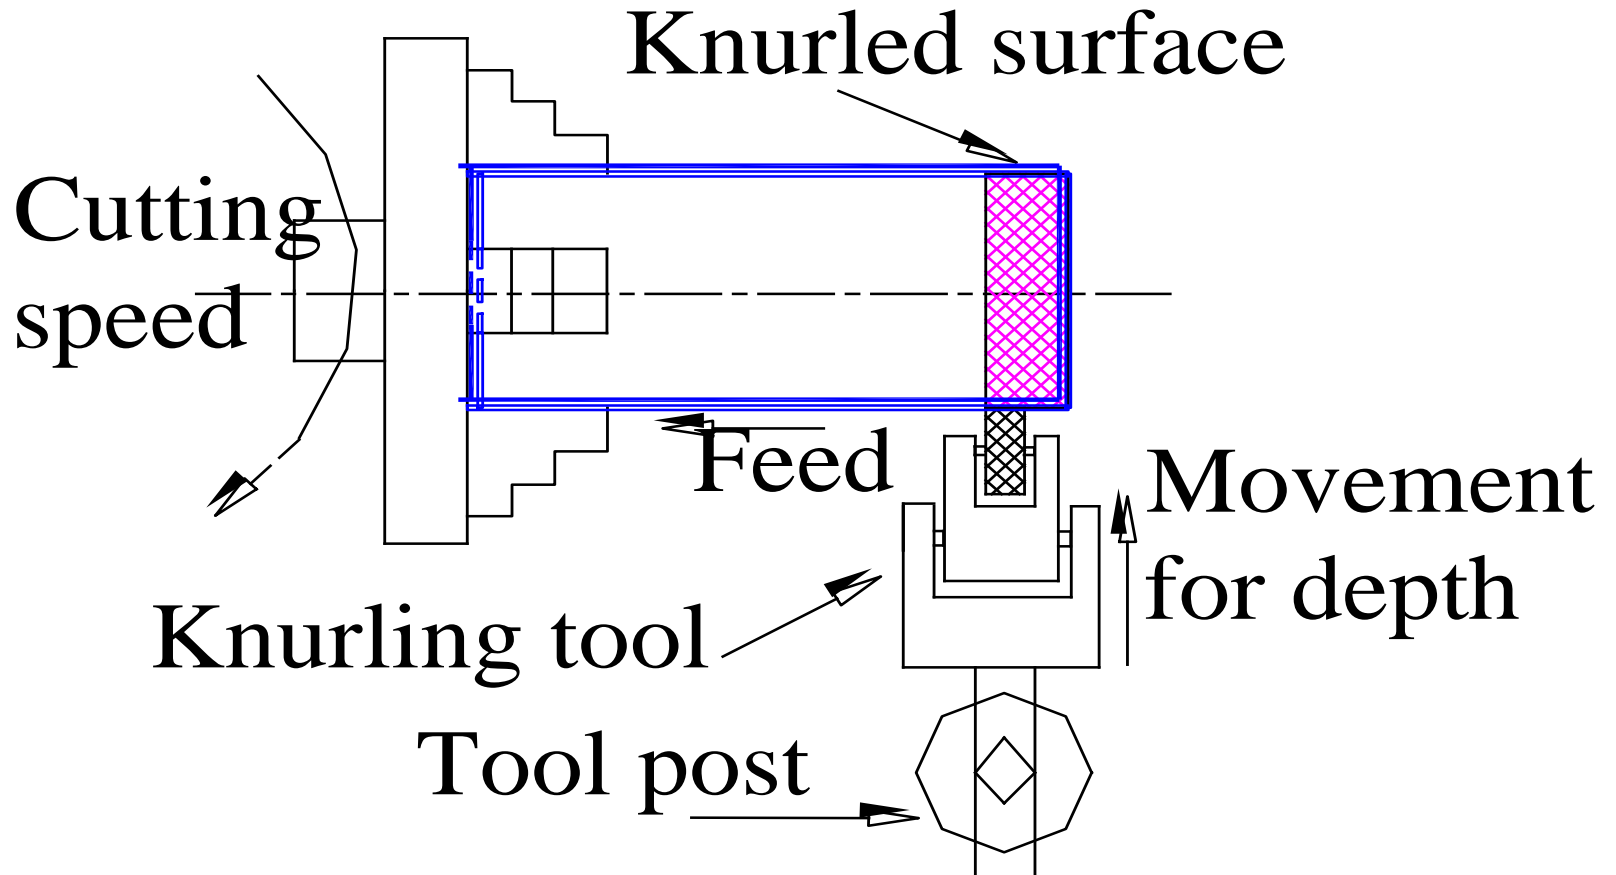 Knurled surface
Cutting
speed
Feed
Movement
for depth
Knurling tool
Tool post